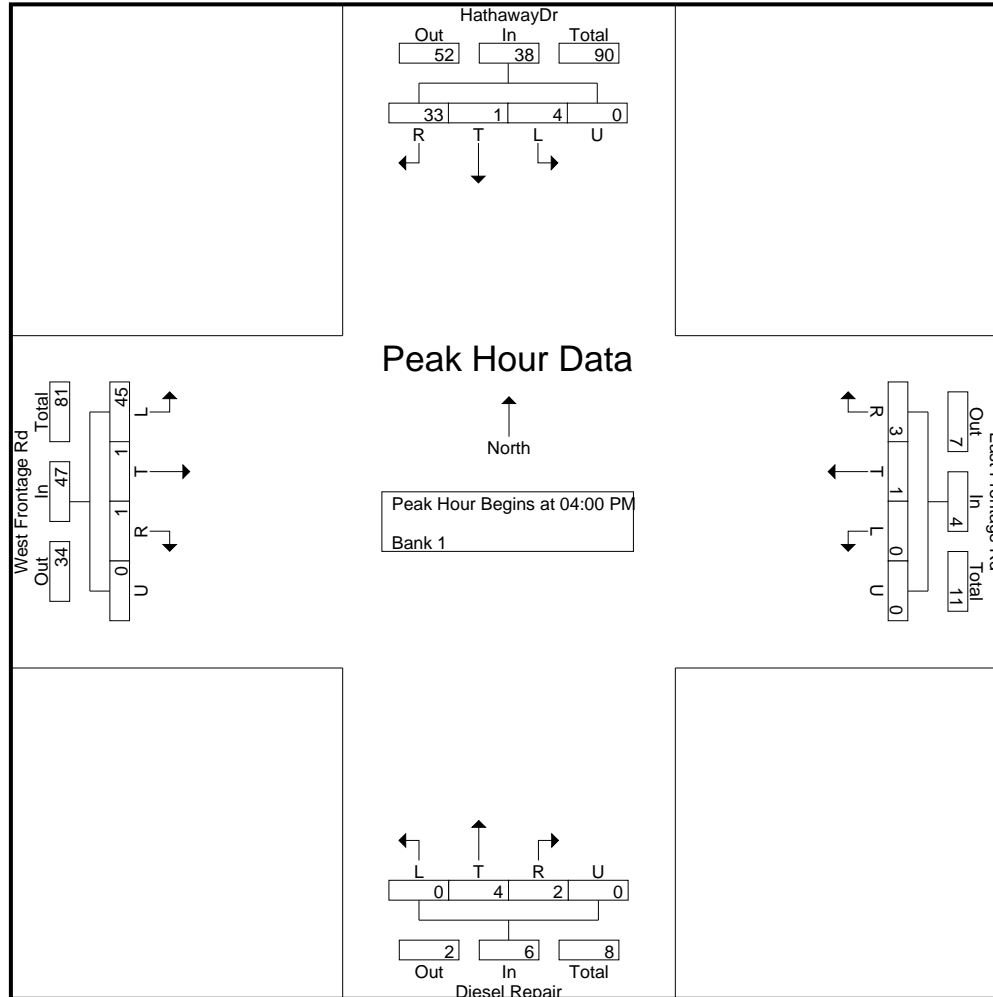 HathawayDr
Out In Total
52 38 90
33 1 4 0
R T L U
Peak Hour Data
North
Peak Hour Begins at 04:00 PM
Bank 1
West Frontage Rd
Total In Out
81 47 34
45 1 1 0
L T R U
R T L U
3 1 0 0
Out In Total
7 4 11
Rd
L T R U
0 4 2 0
2 6 8
Out In Total
Diesel Repair